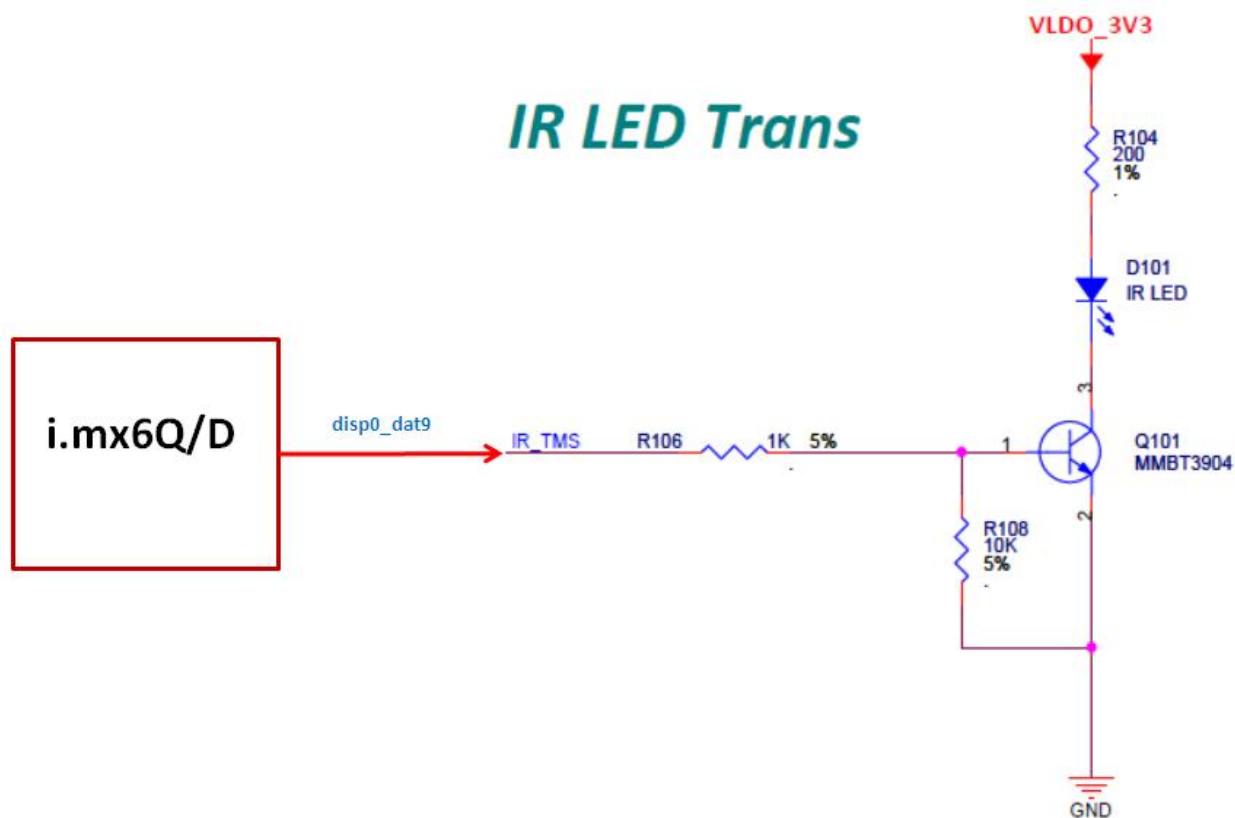 VLDO_3V3
IR LED Trans
R104
200
1%
D101
IR LED
i.mx6Q/D
disp0_dat9
IR_TMS
R106
1K
5%
1
3
2
Q101
MMBT3904
R108
10K
5%
GND